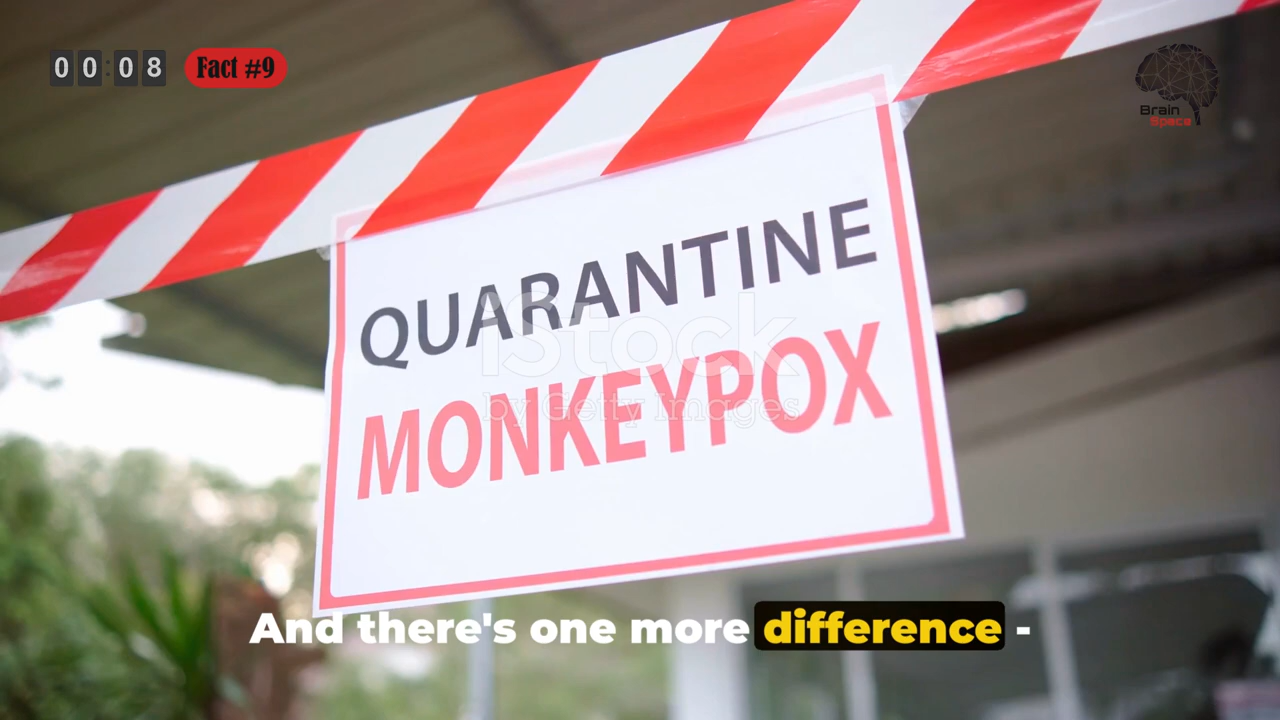 00:08 Fact #9
Brain
Space
QUARANTINE
MONKEYPOX
iStock
by Getty Images
And there's one more difference -